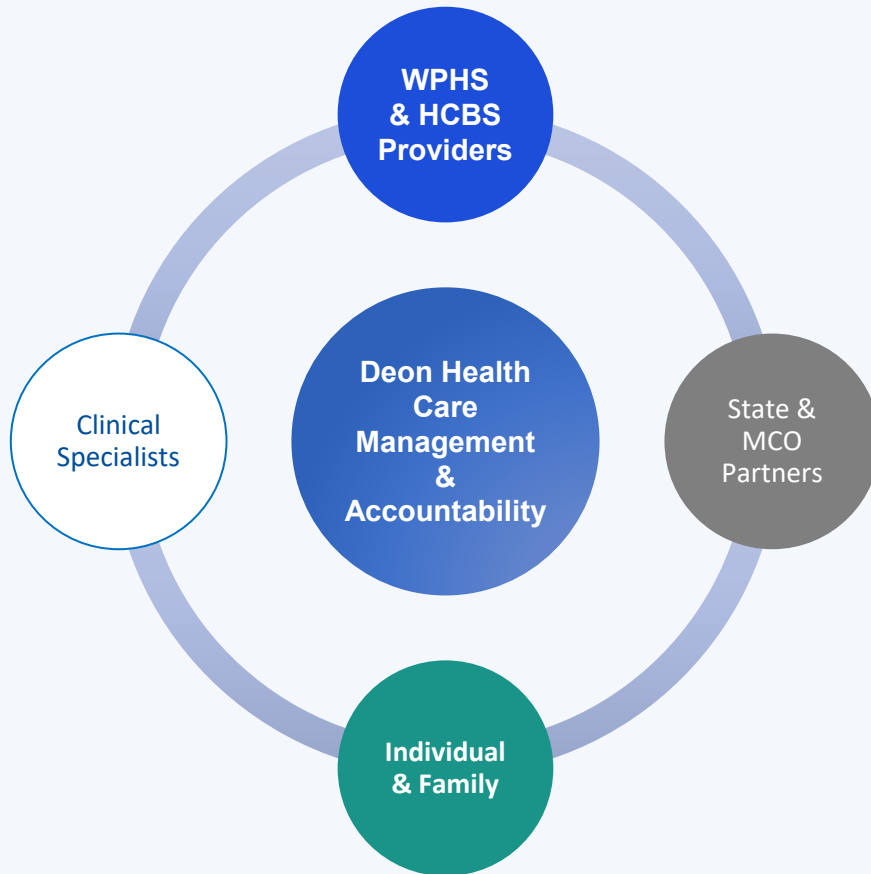 WPHS
& HCBS
Providers
Clinical
Specialists
Deon Health
Care
Management
&
Accountability
State &
MCO
Partners
Individual
& Family